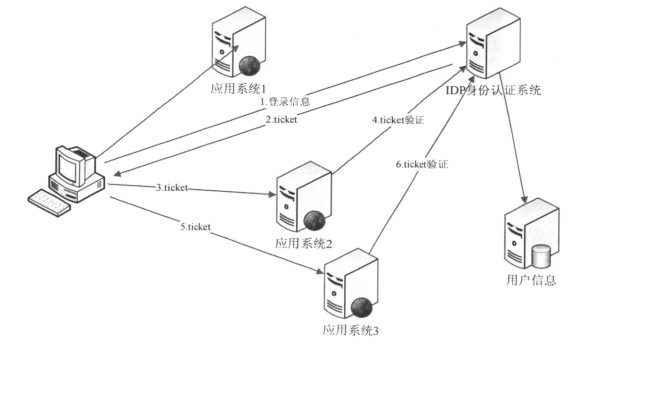 应用系统1
IDP身份认证系统
1.登录信息
2.ticket
4.ticket验证
6.ticket验证
3.ticket
5.ticket
应用系统2
用户信息
应用系统3